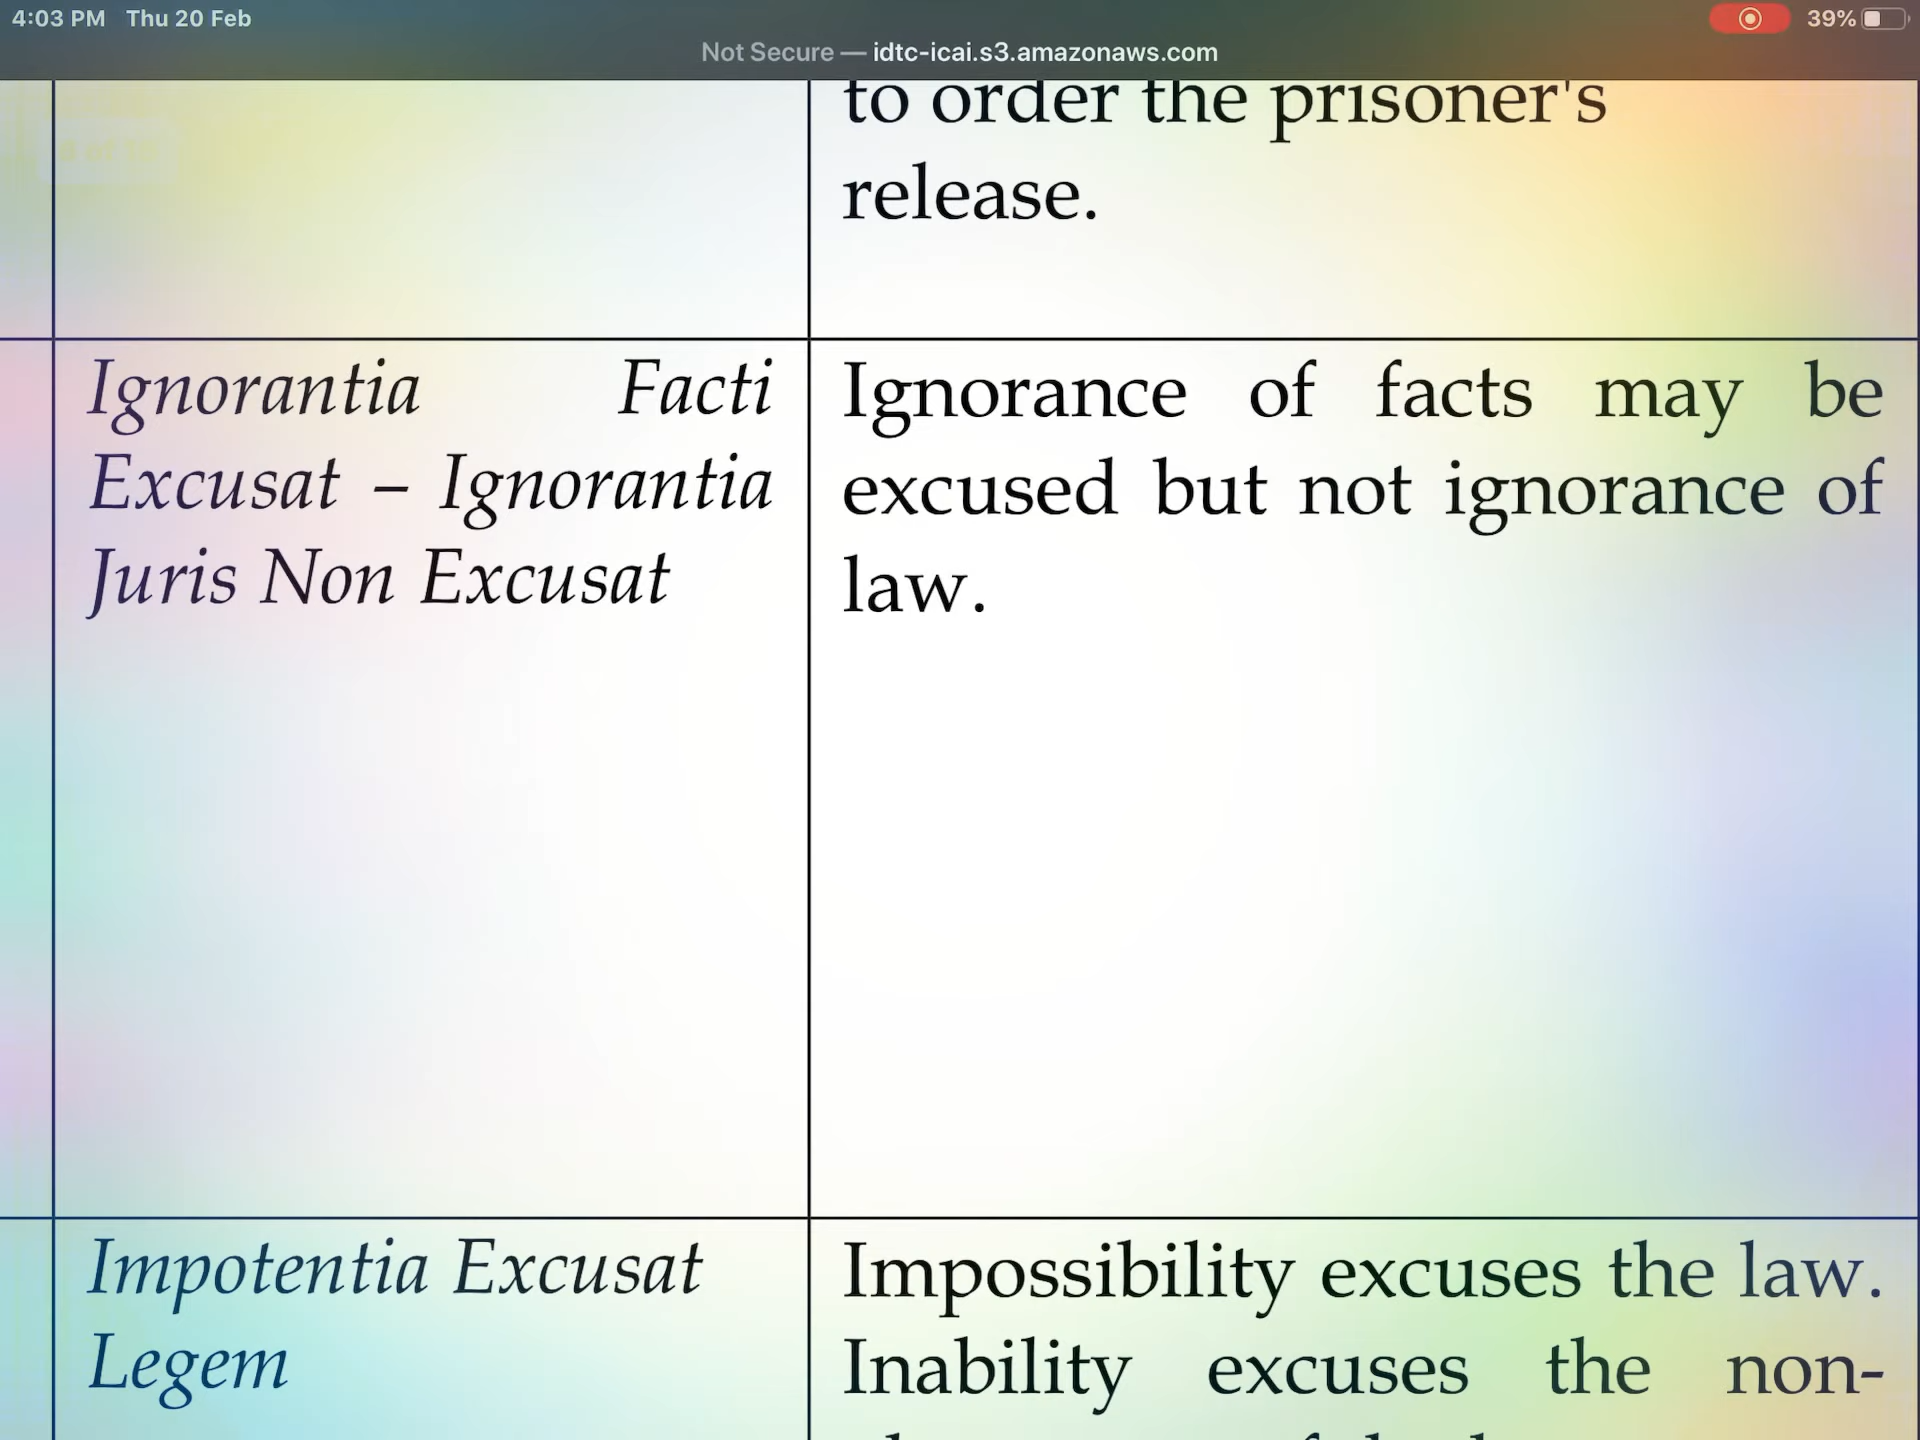 4:03 PM Thu 20 Feb
39%
Not Secure — idtc-icai.s3.amazonaws.com
to order the prisoner's
release.
Ignorantia Facti
Excusat – Ignorantia
Juris Non Excusat
Ignorance of facts may be
excused but not ignorance of
law.
Impotentia Excusat
Legem
Impossibility excuses the law.
Inability excuses the non-